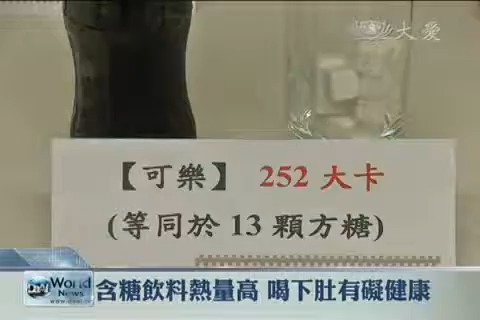 大愛
【可樂】 252 大卡
(等同於 13 顆方糖)
DaAi World News
含糖飲料熱量高 喝下肚有礙健康